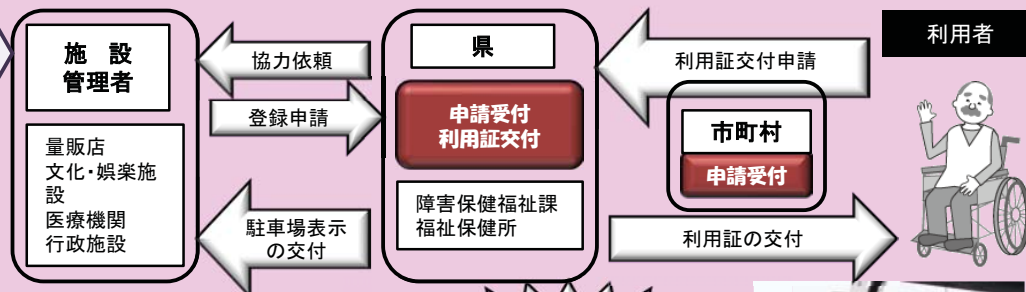 施　設
管理者
量販店
文化・娯楽施
設
医療機関
行政施設
協力依頼
登録申請
駐車場表示
の交付
県
申請受付
利用証交付
障害保健福祉課
福祉保健所
利用証交付申請
市町村
申請受付
利用証の交付
利用者